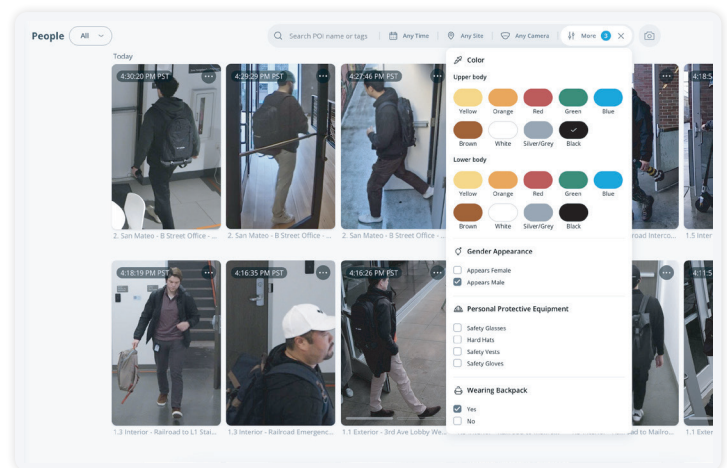 People
All
Search POI name or tags
Any Time
Any Site
Any Camera
More 3
Today
4:30:20 PM PST
4:29:29 PM PST
4:27:46 PM PST
4:18:5
2. San Mateo - B Street Office - ...
2. San Mateo - B Street Office - ...
2. San Mateo - B Street Office - ...
road Interco...
1.5 Inter
4:18:19 PM PST
4:16:35 PM PST
4:16:26 PM PST
4:11:5
1.3 Interior - Railroad to L1 Stai...
1.3 Interior - Railroad Emergenc...
1.1 Exterior - 3rd Ave Lobby We...
ad to Mailro...
1.1 Exter
Color
Upper body
Yellow
Orange
Red
Green
Blue
Brown
White
Silver/Grey
Black
Lower body
Yellow
Orange
Red
Green
Blue
Brown
White
Silver/Grey
Black
Gender Appearance
Appears Female
Appears Male
Personal Protective Equipment
Safety Glasses
Hard Hats
Safety Vests
Safety Gloves
Wearing Backpack
Yes
No